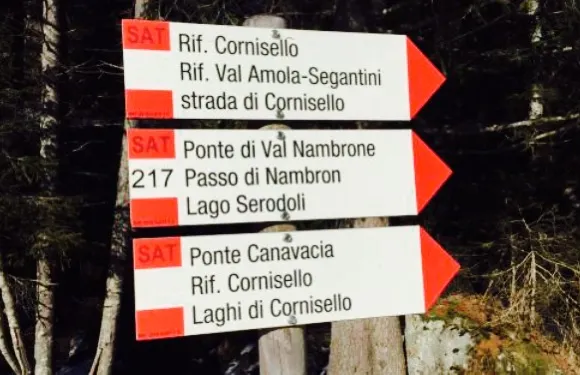 SAT
Rif. Cornisello
Rif. Val Amola-Segantini
strada di Cornisello
SAT
217
Ponte di Val Nambrone
Passo di Nambron
Lago Serodoli
SAT
Ponte Canavacia
Rif. Cornisello
Laghi di Cornisello